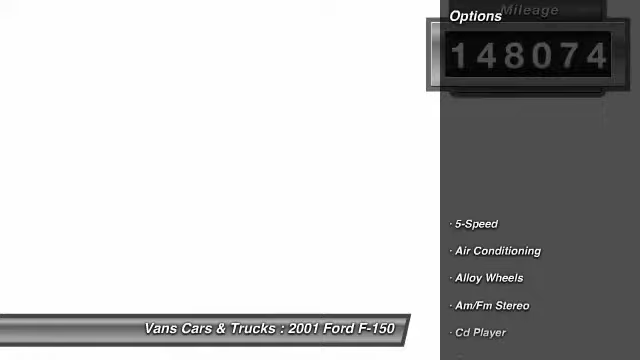 Mileage
Options
148074
· 5-Speed
· Air Conditioning
· Alloy Wheels
· Am/Fm Stereo
· Cd Player
Vans Cars & Trucks : 2001 Ford F-150